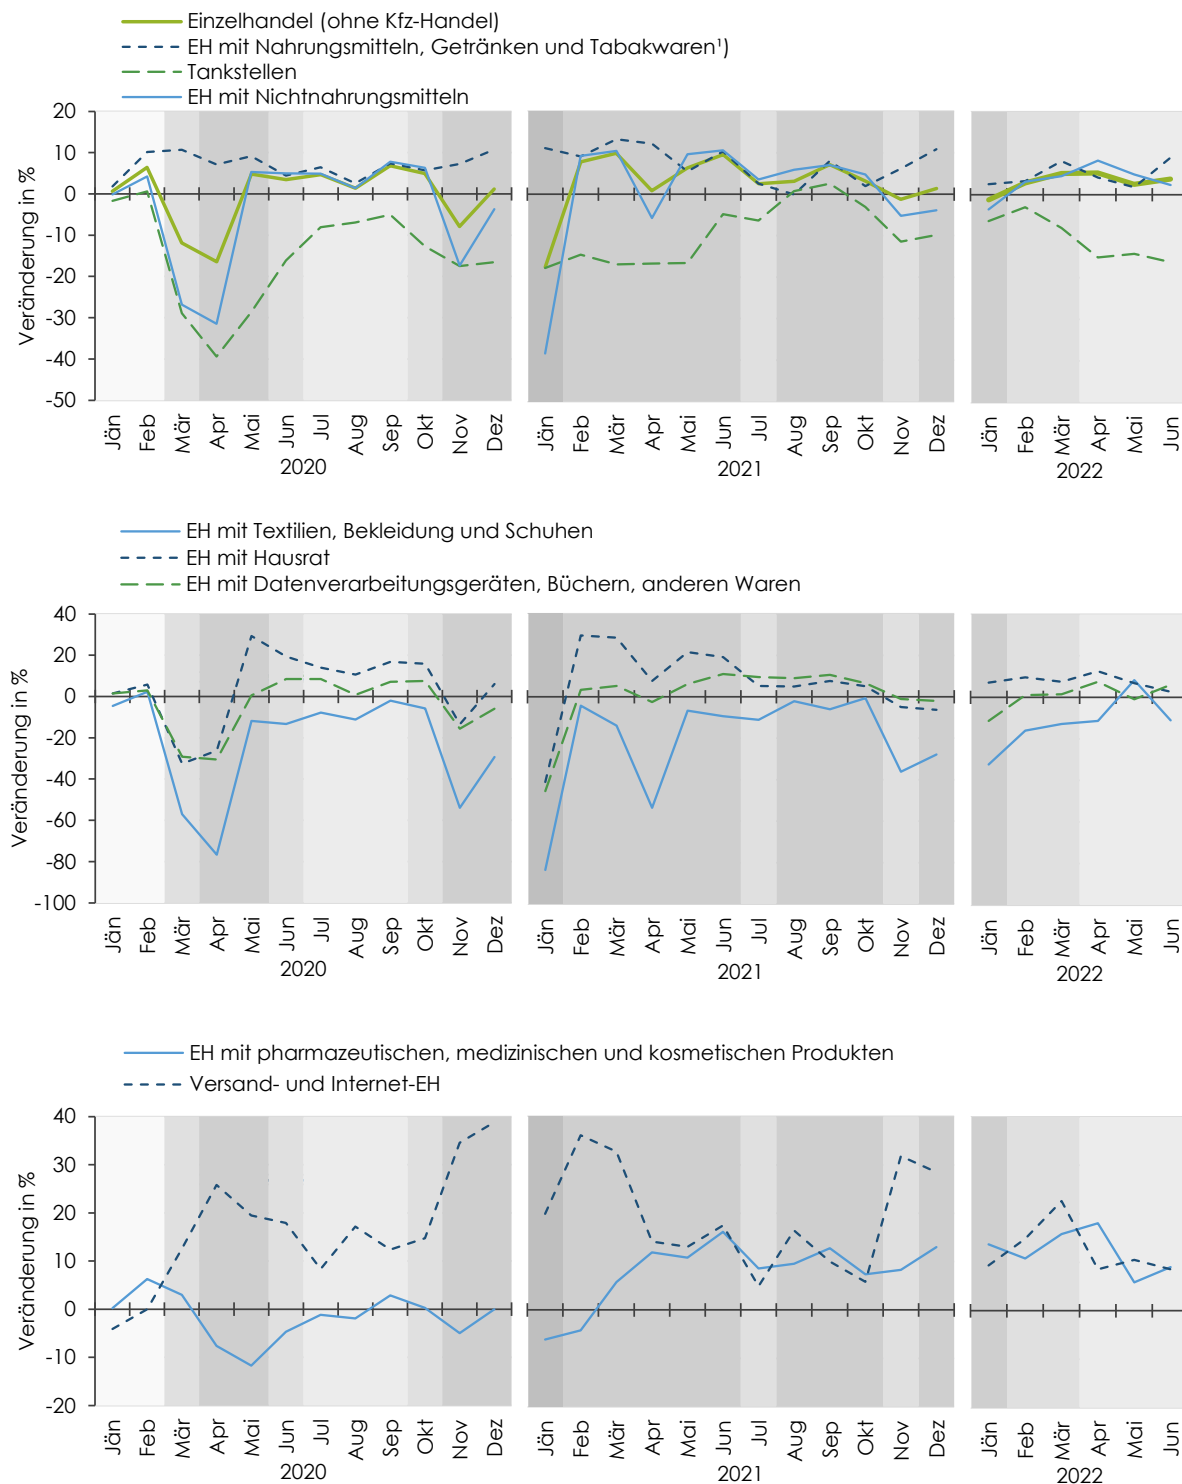 Einzelhandel (ohne Kfz-Handel)
EH mit Nahrungsmitteln, Getränken und Tabakwaren¹)
Tankstellen
EH mit Nichtnahrungsmitteln
Veränderung in %
20
10
0
-10
-20
-30
-40
-50
Jän Feb Mär Apr Mai Jun Jul Aug Sep Okt Nov Dez Jän Feb Mär Apr Mai Jun Jul Aug Sep Okt Nov Dez Jän Feb Mär Apr Mai Jun
2020 2021 2022
EH mit Textilien, Bekleidung und Schuhen
EH mit Hausrat
EH mit Datenverarbeitungsgeräten, Büchern, anderen Waren
Veränderung in %
40
20
0
-20
-40
-60
-80
-100
Jän Feb Mär Apr Mai Jun Jul Aug Sep Okt Nov Dez Jän Feb Mär Apr Mai Jun Jul Aug Sep Okt Nov Dez Jän Feb Mär Apr Mai Jun
2020 2021 2022
EH mit pharmazeutischen, medizinischen und kosmetischen Produkten
Versand- und Internet-EH
Veränderung in %
40
30
20
10
0
-10
-20
Jän Feb Mär Apr Mai Jun Jul Aug Sep Okt Nov Dez Jän Feb Mär Apr Mai Jun Jul Aug Sep Okt Nov Dez Jän Feb Mär Apr Mai Jun
2020 2021 2022